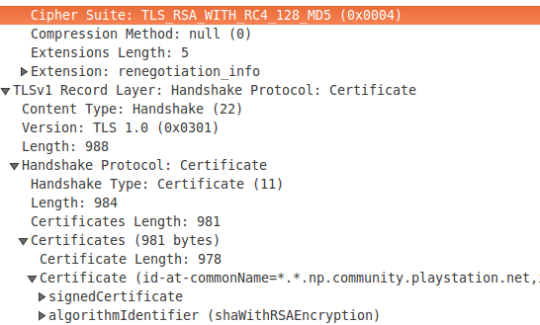 Cipher Suite: TLS_RSA_WITH_RC4_128_MD5 (0x0004)
Compression Method: null (0)
Extensions Length: 5
Extension: renegotiation_info
TLSv1 Record Layer: Handshake Protocol: Certificate
Content Type: Handshake (22)
Version: TLS 1.0 (0x0301)
Length: 988
Handshake Protocol: Certificate
Handshake Type: Certificate (11)
Length: 984
Certificates Length: 981
Certificates (981 bytes)
Certificate Length: 978
Certificate (id-at-commonName=*.*.np.community.playstation.net,
signedCertificate
algorithmIdentifier (shaWithRSAEncryption)